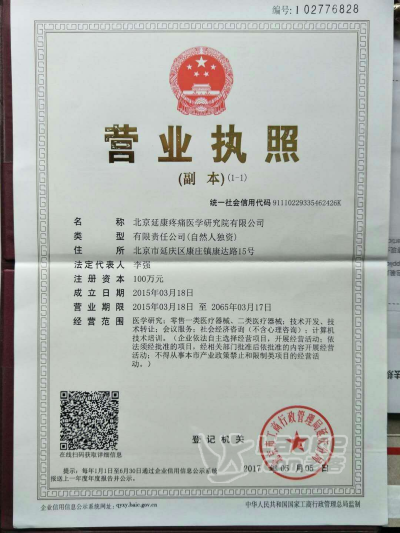 编号: 1 02776828
营业执照
(副 本)(1-1)
统一社会信用代码 91110229335462426K
名 称 北京延康疼痛医学研究院有限公司
类 型 有限责任公司(自然人独资)
住 所 北京市延庆区康庄镇康达路15号
法定代表人 李强
注册资本 100万元
成立日期 2015年03月18日
营业期限 2015年03月18日 至 2065年03月17日
经营范围 医学研究；零售一类医疗器械、二类医疗器械；技术开发、技
术转让；会议服务；社会经济咨询（不含心理咨询）；计算机
技术培训。（企业依法自主选择经营项目，开展经营活动；依
法须经批准的项目，经相关部门批准后依批准的内容开展经营
活动；不得从事本市产业政策禁止和限制类项目的经营活
动。）
在线扫码获取详细信息
登记机关
提示：每年1月1日至6月30日通过企业信用信息公示系统
报送上一年度年度报告并公示。
2017 年 05 月 05 日
企业信用信息公示系统网址: qyxy.baic.gov.cn
中华人民共和国国家工商行政管理总局监制